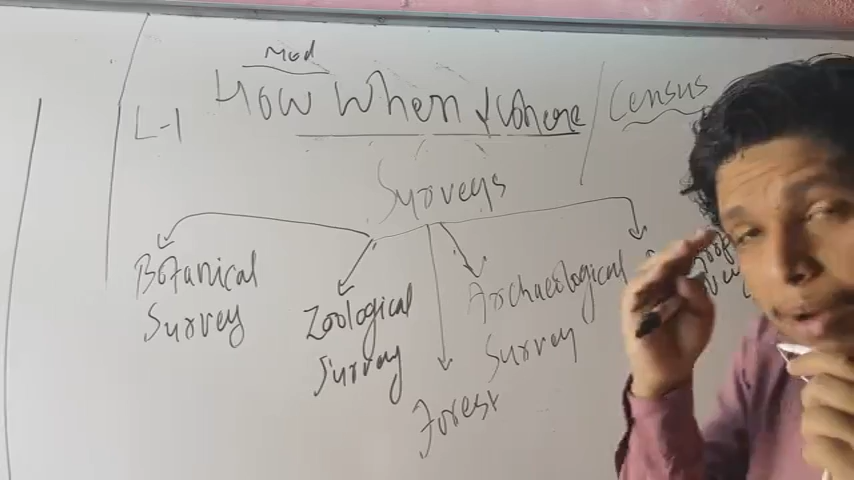 Mod
L-1 How When & Where Census
Surveys
Botanical Survey
Zoological Survey
Forest
Archaeological Survey